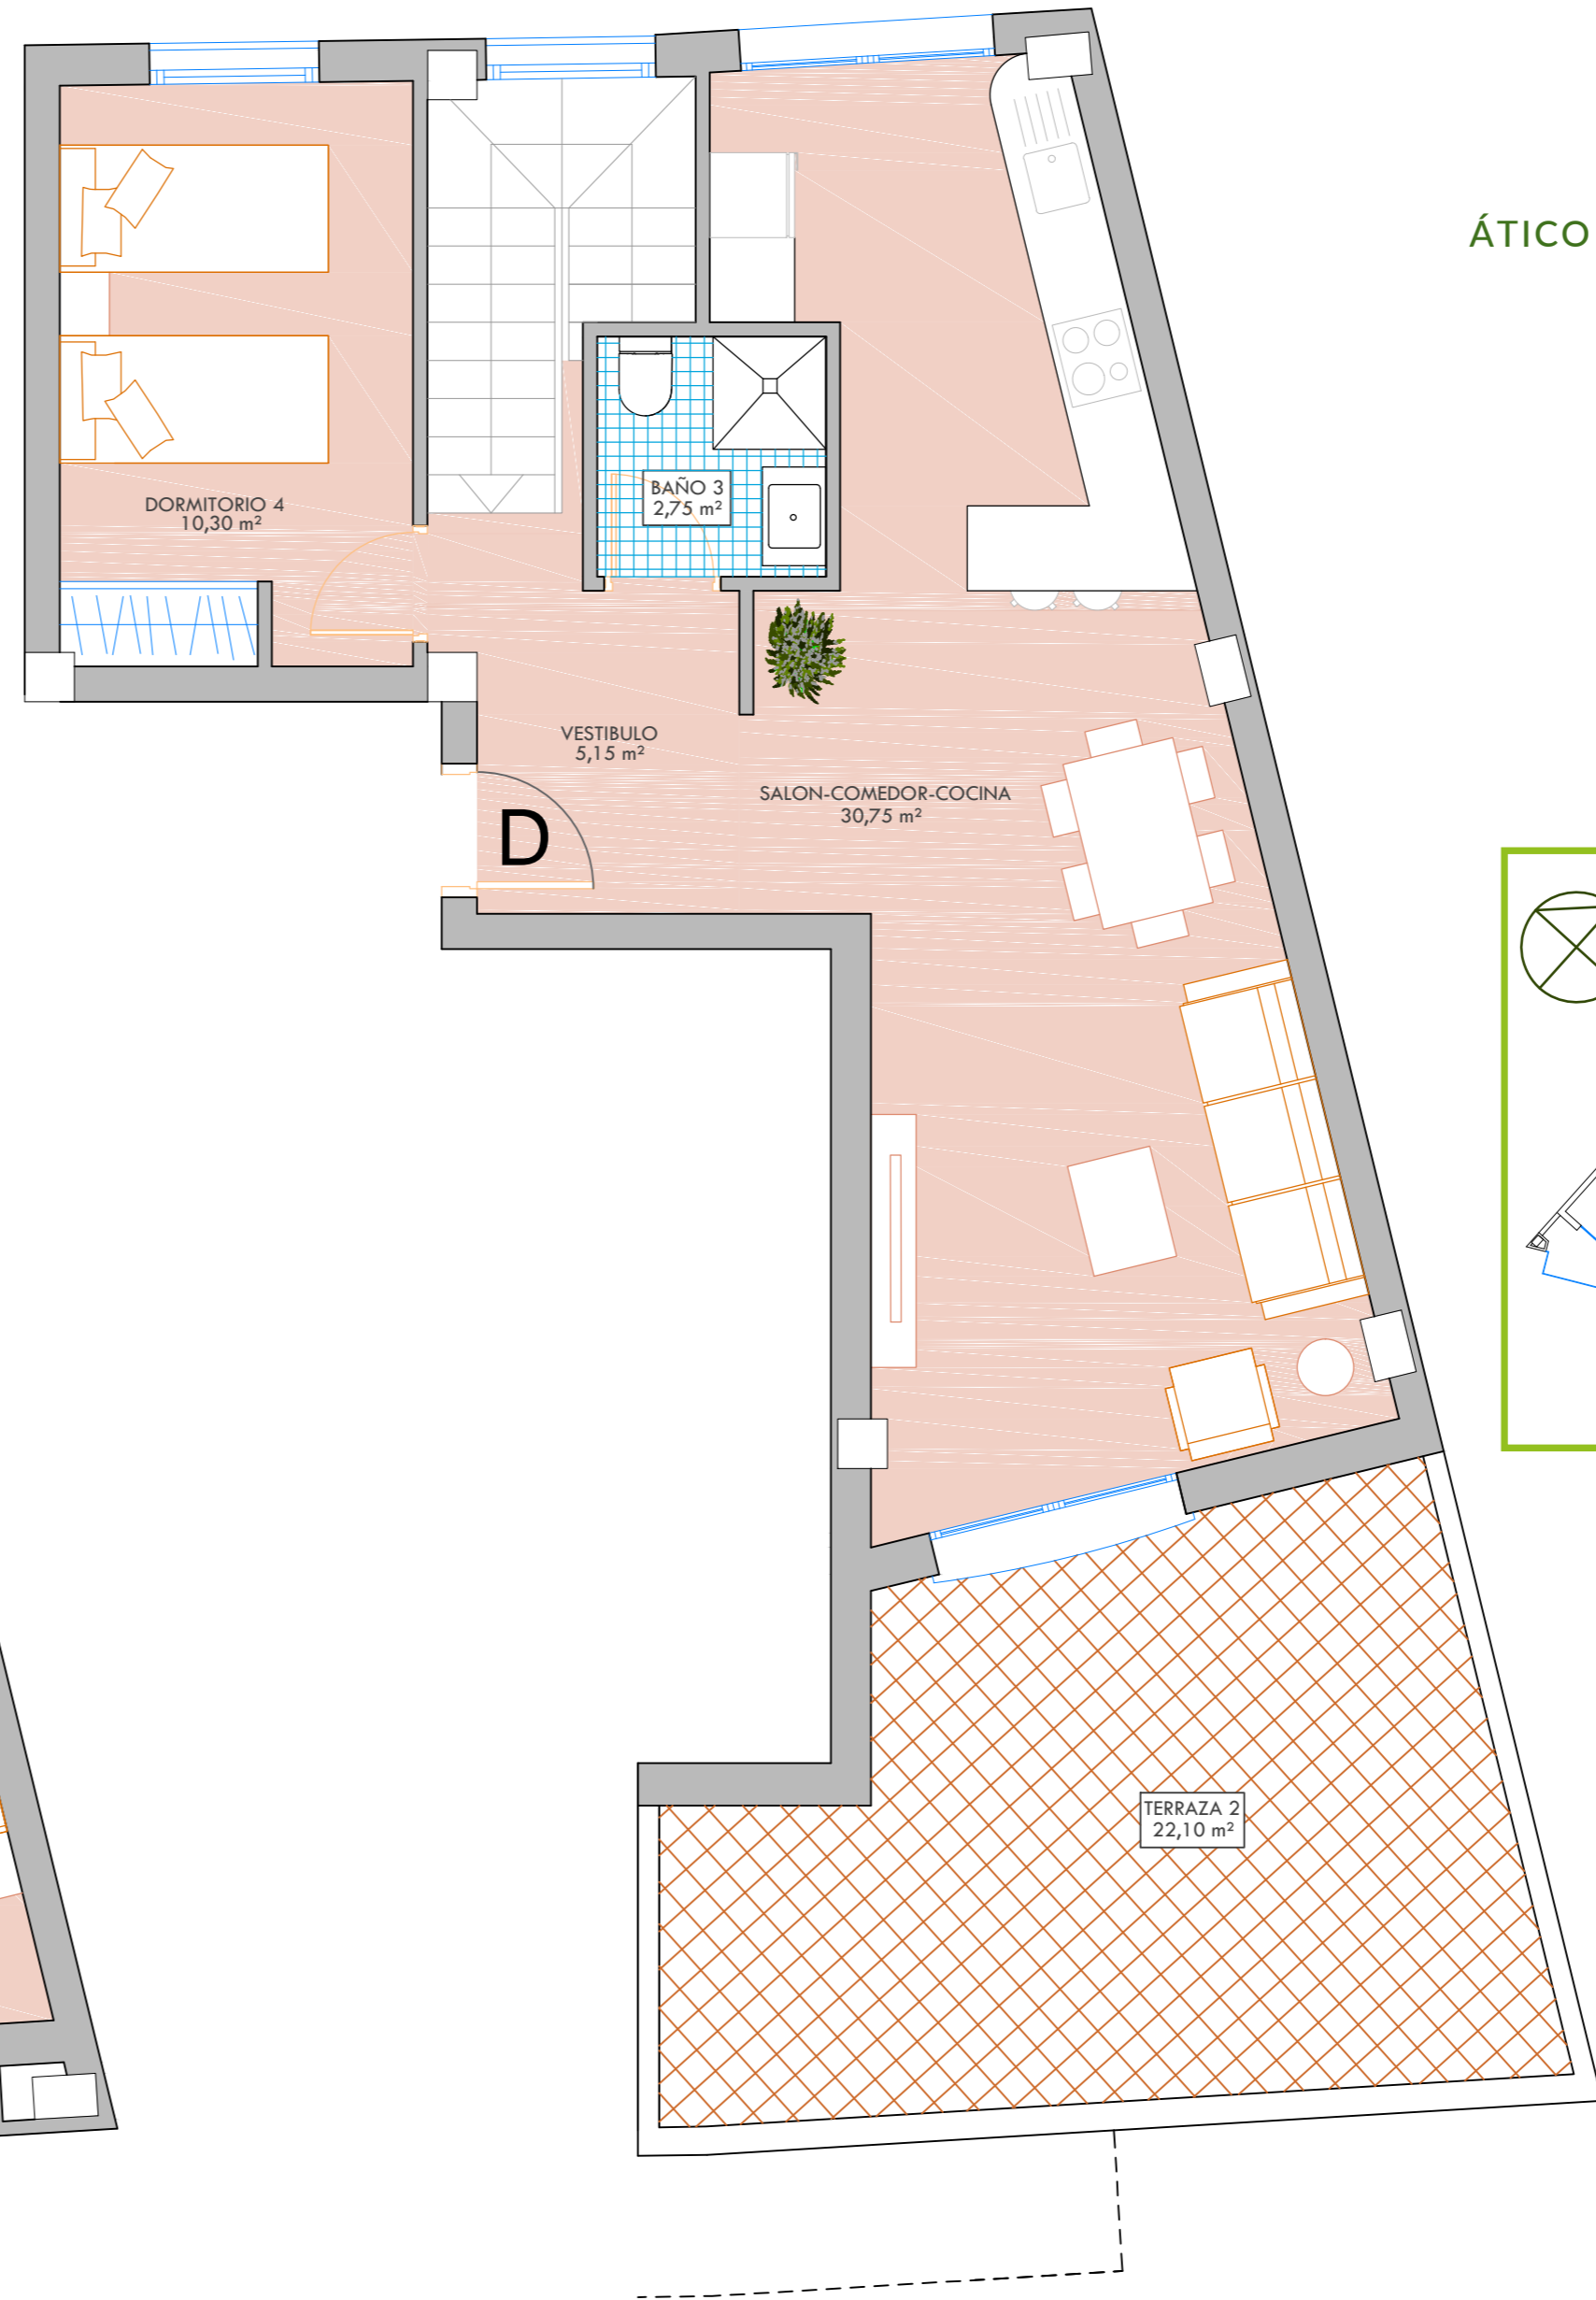 ÁTICO
DORMITORIO 4
10,30 m²
BAÑO 3
2,75 m²
VESTIBULO
5,15 m²
SALON-COMEDOR-COCINA
30,75 m²
D
TERRAZA 2
22,10 m²